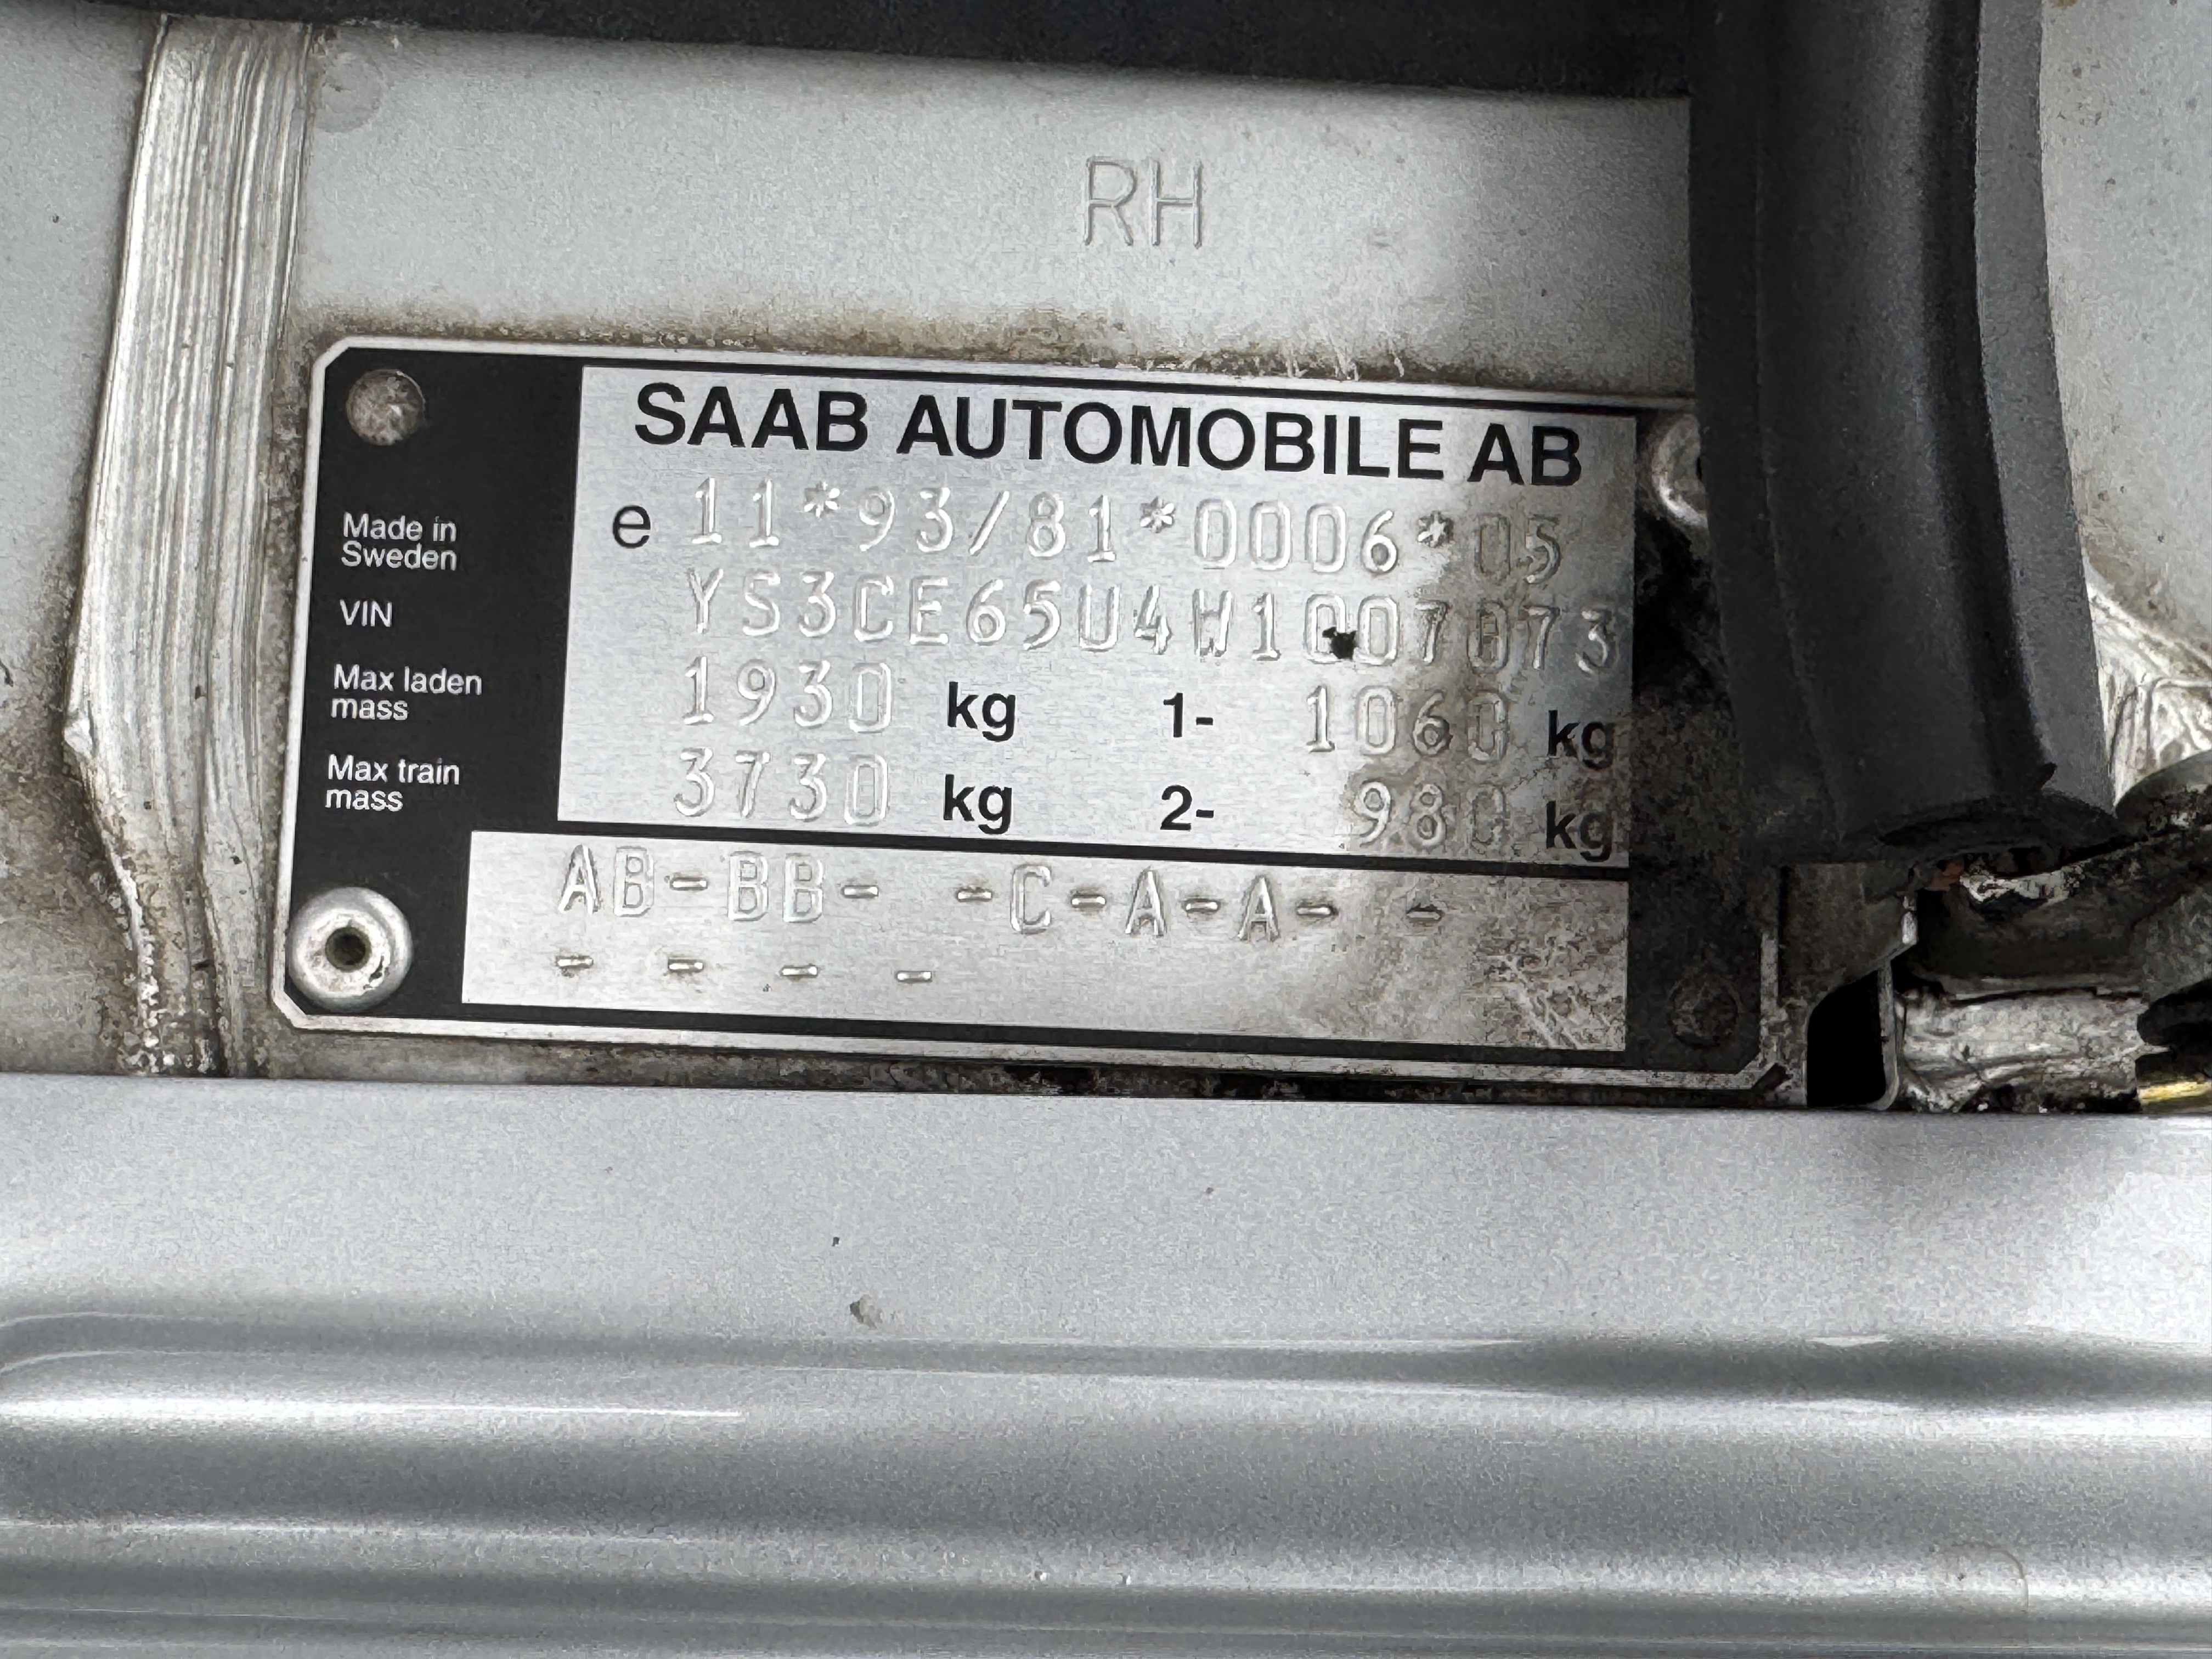 RH
SAAB AUTOMOBILE AB
e 11*93/81*0006*05
Made in
Sweden
VIN YS3CE65U4W1007073
Max laden
mass 1930 kg 1- 1060 kg
Max train
mass 3730 kg 2- 980 kg
AB-BB- -C-A-A- -
- - - -